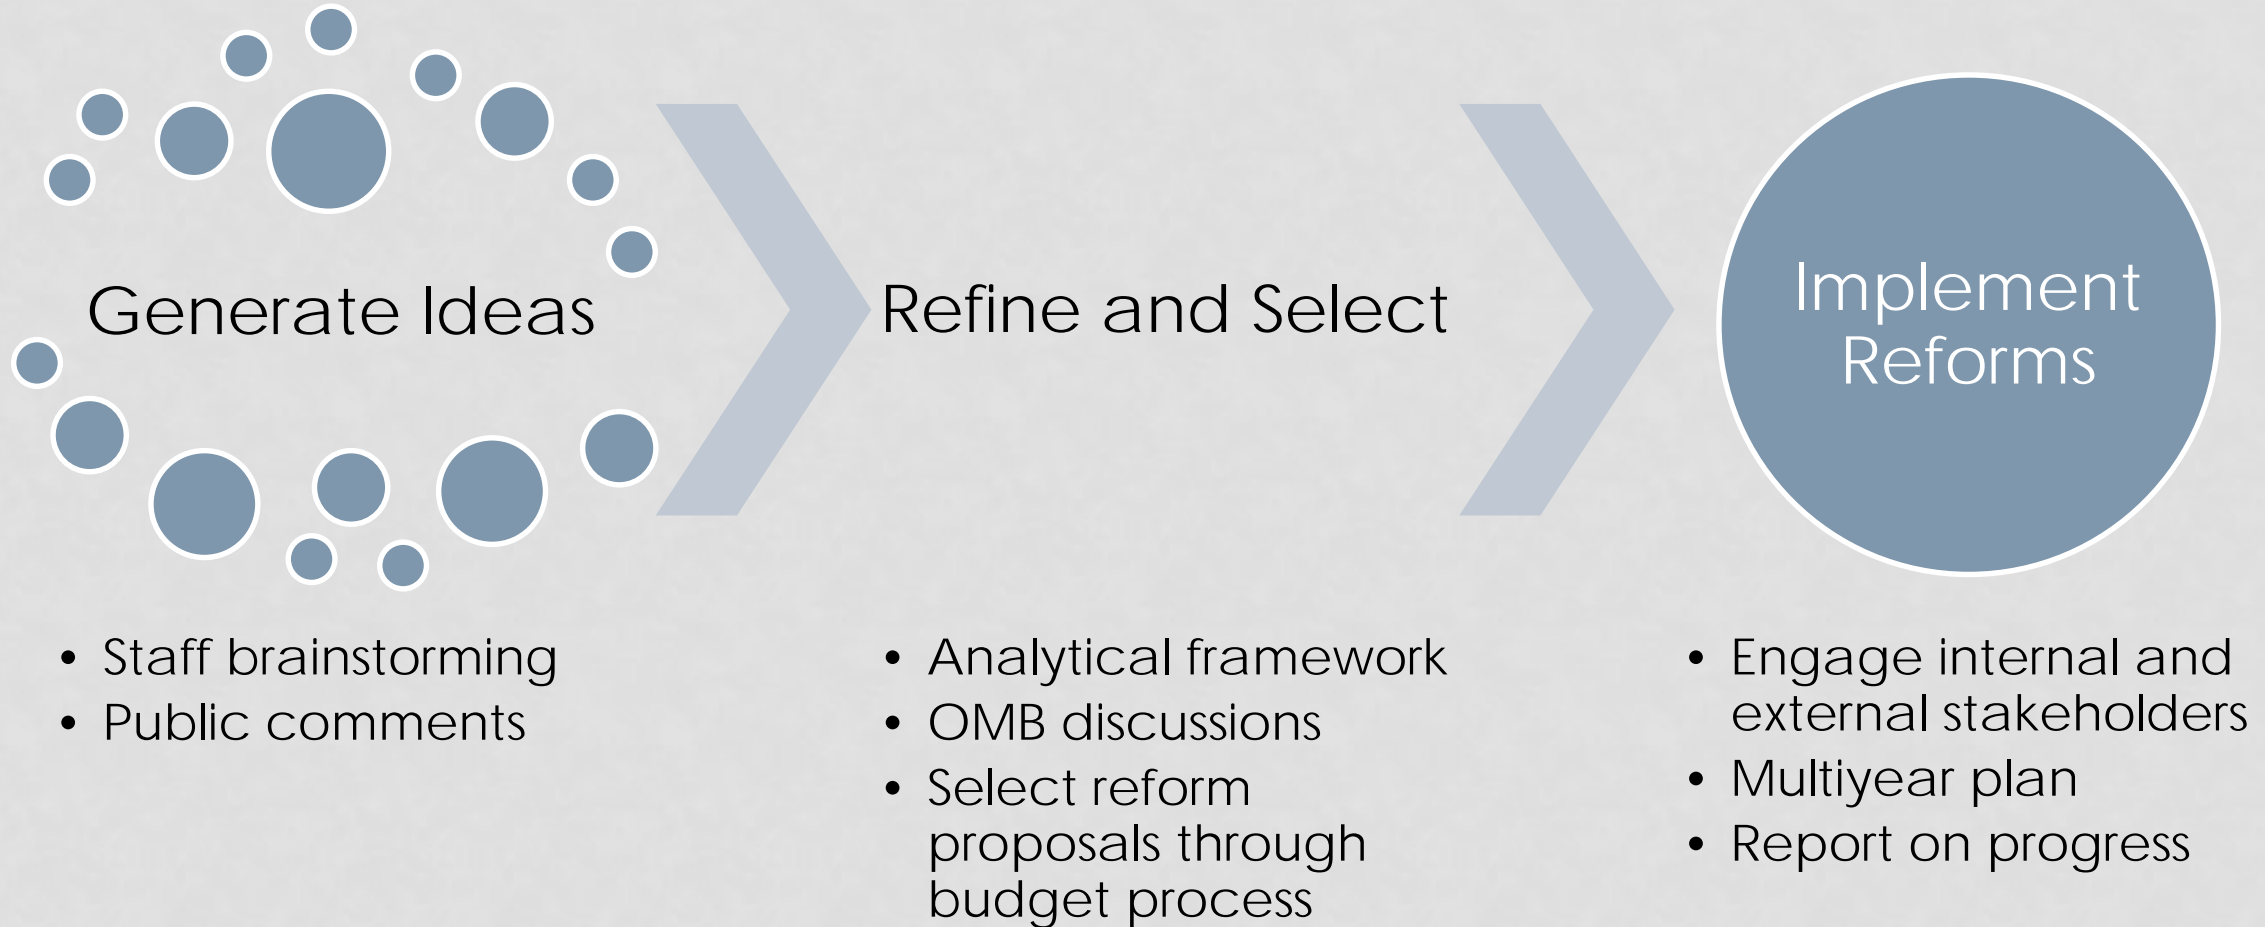 Generate Ideas
• Staff brainstorming
• Public comments
Refine and Select
• Analytical framework
• OMB discussions
• Select reform
proposals through
budget process
Implement
Reforms
• Engage internal and
external stakeholders
• Multiyear plan
• Report on progress